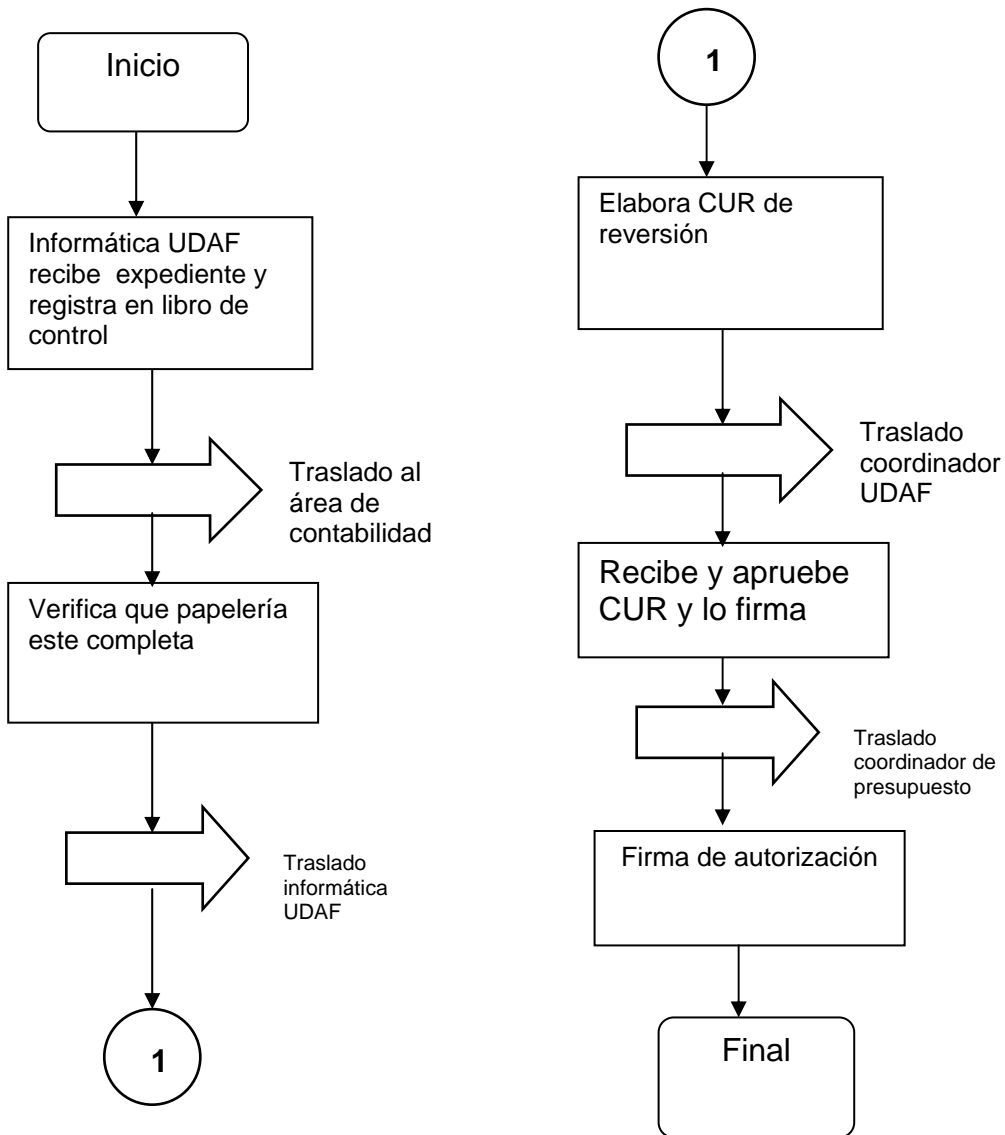 Inicio
Informática UDAF
recibe expediente y
registra en libro de
control
Traslado al
área de
contabilidad
Verifica que papelería
este completa
Traslado
informática
UDAF
1
1
Elabora CUR de
reversión
Traslado
coordinador
UDAF
Recibe y apruebe
CUR y lo firma
Traslado
coordinador de
presupuesto
Firma de autorización
Final